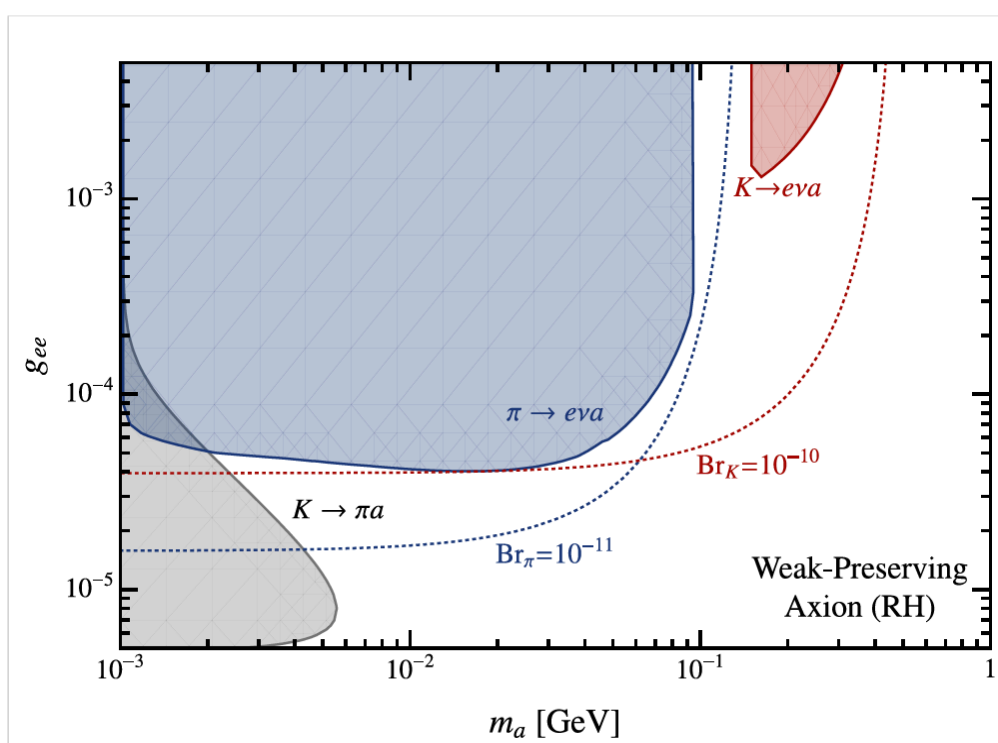 10⁻³
10⁻⁴
10⁻⁵
g_ee
K→eνa
π → eνa
Br_K=10⁻¹⁰
K → πa
Br_π=10⁻¹¹
Weak-Preserving
Axion (RH)
10⁻³ 10⁻² 10⁻¹ 1
m_a [GeV]